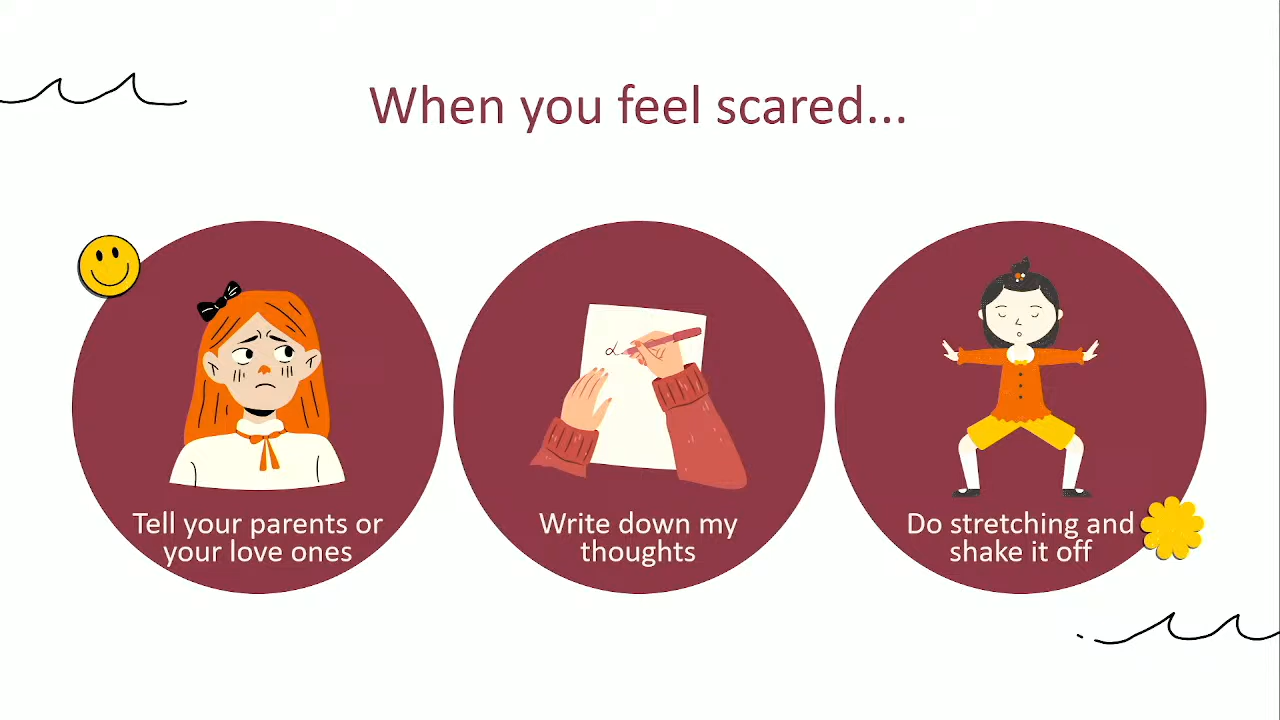 When you feel scared...
Tell your parents or
your love ones
Write down my
thoughts
Do stretching and
shake it off